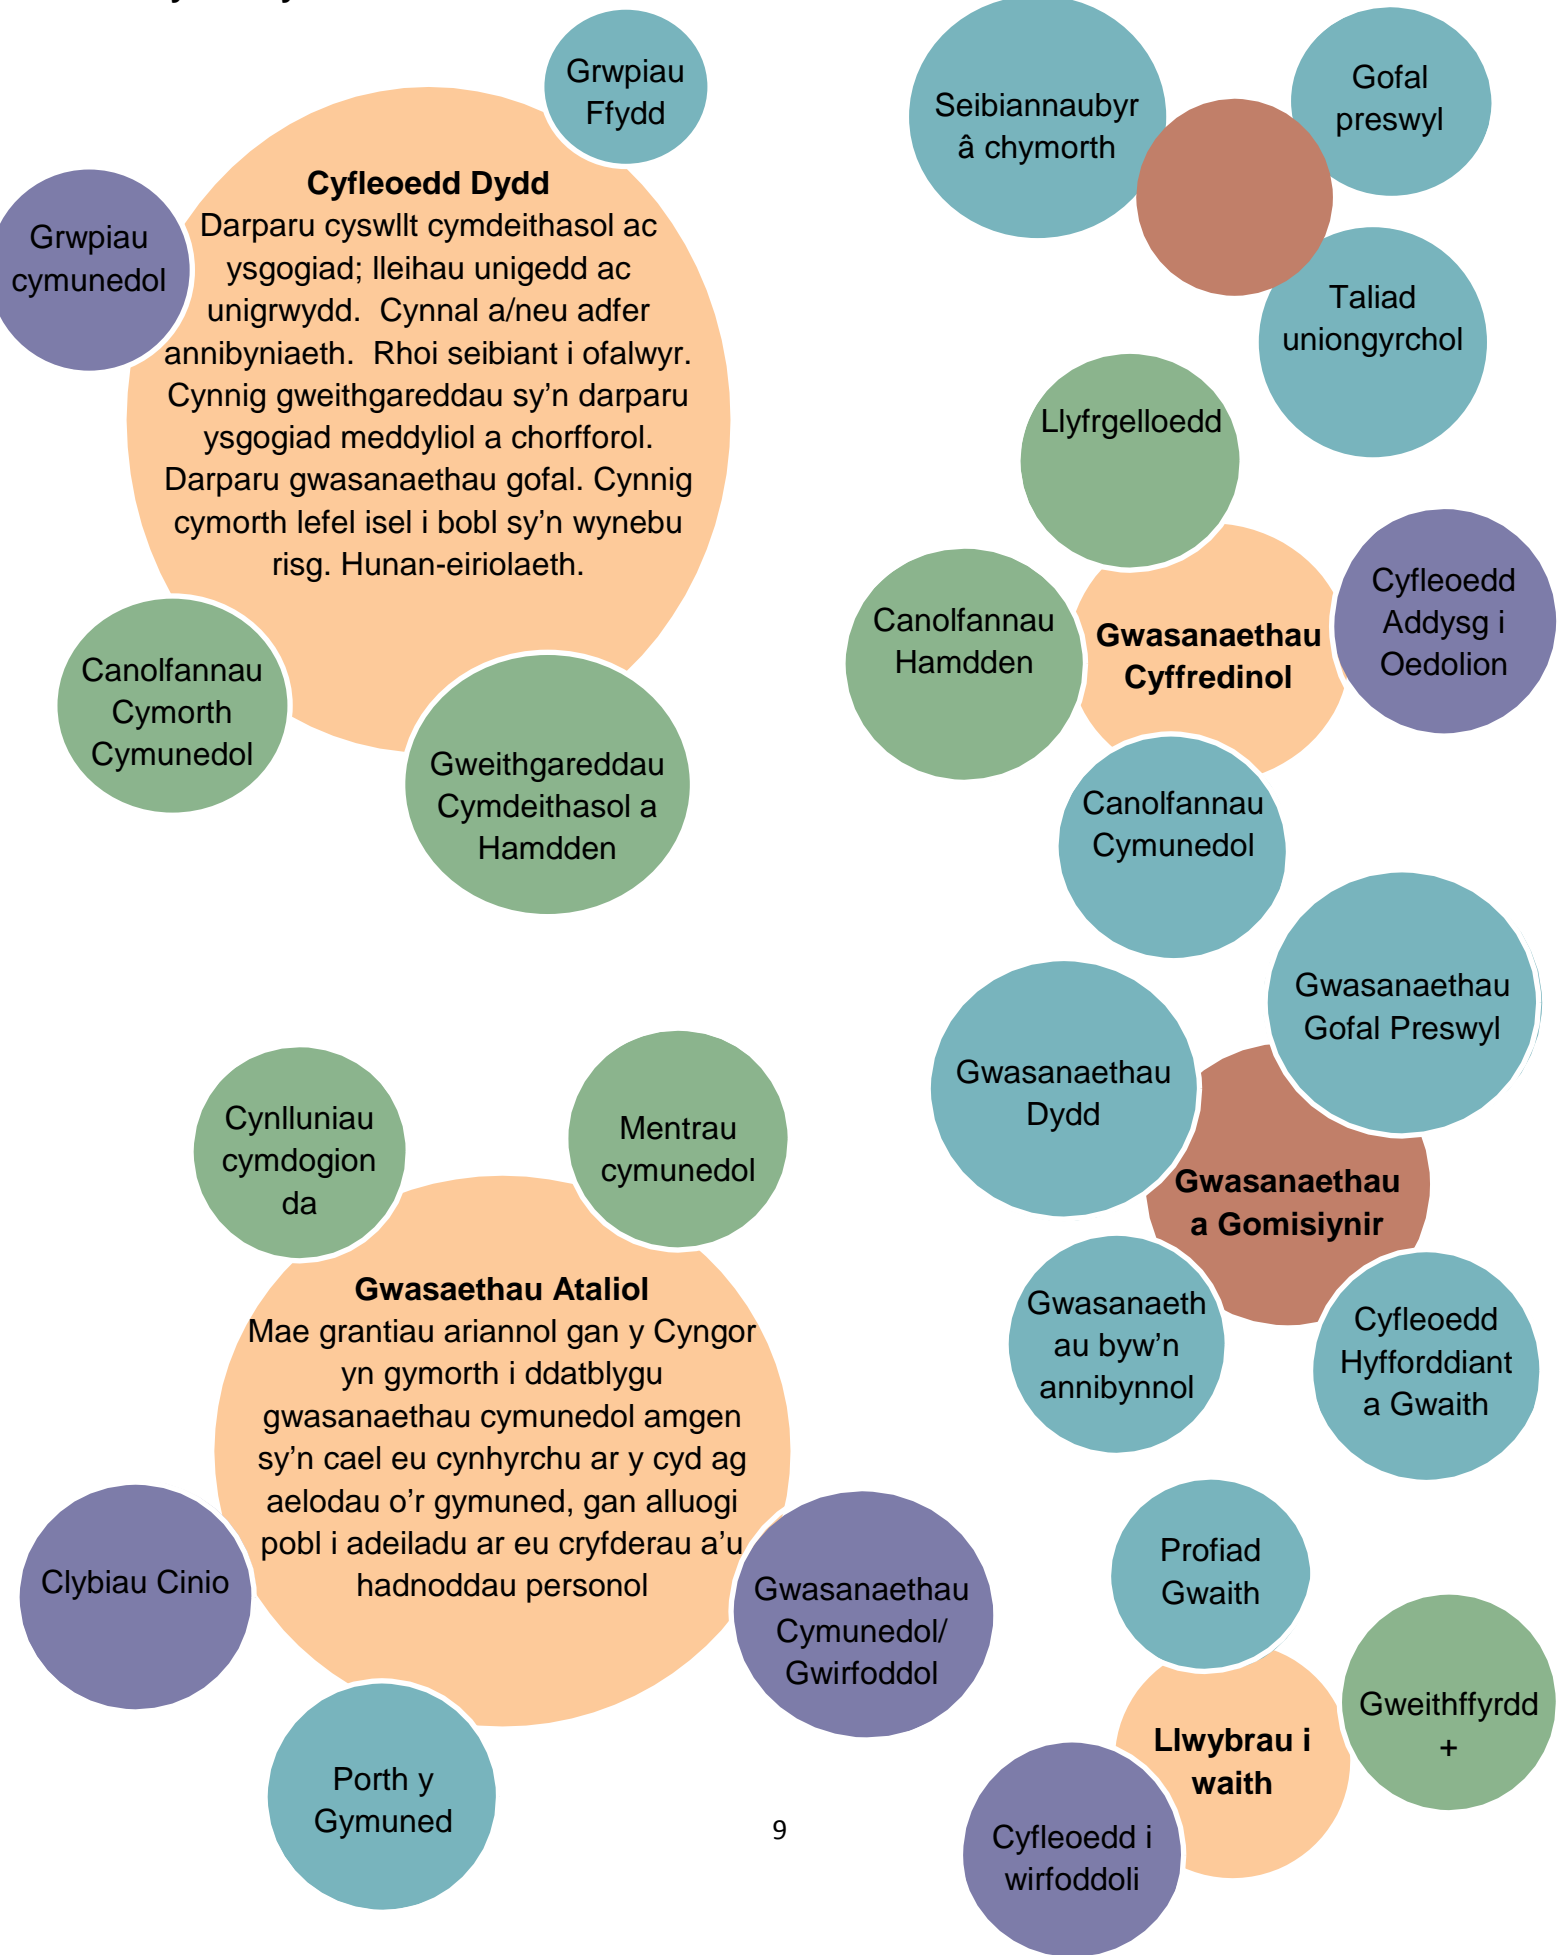 Grwpiau
Ffydd
Grwpiau
cymunedol
Cyfleoedd Dydd
Darparu cyswllt cymdeithasol ac
ysgogiad; lleihau unigedd ac
unigrwydd.  Cynnal a/neu adfer
annibyniaeth.  Rhoi seibiant i ofalwyr.
Cynnig gweithgareddau sy’n darparu
ysgogiad meddyliol a chorfforol.
Darparu gwasanaethau gofal. Cynnig
cymorth lefel isel i bobl sy’n wynebu
risg. Hunan-eiriolaeth.
Canolfannau
Cymorth
Cymunedol
Gweithgareddau
Cymdeithasol a
Hamdden
Seibiannaubyr
â chymorth
Gofal
preswyl
Taliad
uniongyrchol
Llyfrgelloedd
Canolfannau
Hamdden
Gwasanaethau
Cyffredinol
Cyfleoedd
Addysg i
Oedolion
Canolfannau
Cymunedol
Gwasanaethau
Gofal Preswyl
Gwasanaethau
Dydd
Gwasanaethau
a Gomisiynir
Gwasanaeth
au byw’n
annibynnol
Cyfleoedd
Hyfforddiant
a Gwaith
Cynlluniau
cymdogion
da
Mentrau
cymunedol
Gwasaethau Ataliol
Mae grantiau ariannol gan y Cyngor
yn gymorth i ddatblygu
gwasanaethau cymunedol amgen
sy’n cael eu cynhyrchu ar y cyd ag
aelodau o’r gymuned, gan alluogi
pobl i adeiladu ar eu cryfderau a’u
hadnoddau personol
Clybiau Cinio
Gwasanaethau
Cymunedol/
Gwirfoddol
Porth y
Gymuned
Profiad
Gwaith
Gweithffyrdd
+
Llwybrau i
waith
Cyfleoedd i
wirfoddoli
9